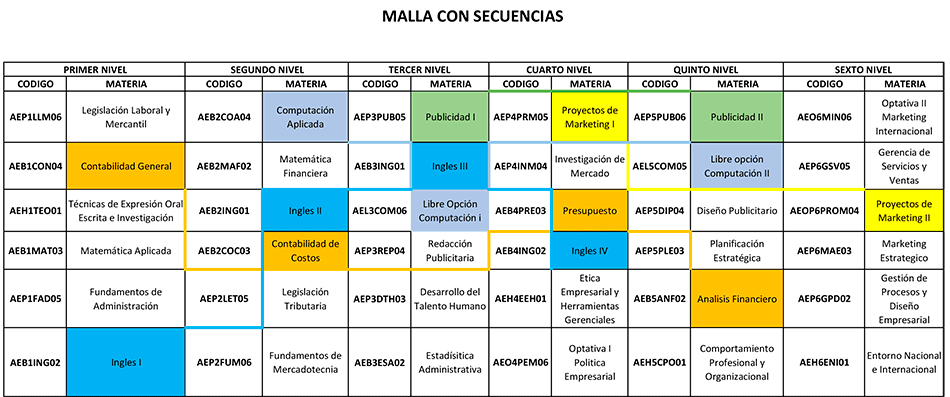 MALLA CON SECUENCIAS
PRIMER NIVEL SEGUNDO NIVEL TERCER NIVEL CUARTO NIVEL QUINTO NIVEL SEXTO NIVEL
CODIGO MATERIA CODIGO MATERIA CODIGO MATERIA CODIGO MATERIA CODIGO MATERIA CODIGO MATERIA
AEP1LLM06
Legislación Laboral y
Mercantil
AEB2COA04
Computación
Aplicada
AEP3PUB05
Publicidad I
AEP4PRM05
Proyectos de
Marketing I
AEP5PUB06
Publicidad II
AEO6MIN06
Optativa II
Marketing
Internacional
AEB1CON04
Contabilidad General
AEB2MAF02
Matemática
Financiera
AEB3ING01
Ingles III
AEP4INM04
Investigación de
Mercado
AEL5COM05
Libre opción
Computación II
AEP6GSV05
Gerencia de
Servicios y
Ventas
AEH1TEO01
Técnicas de Expresión Oral
Escrita e Investigación
AEB2ING01
Ingles II
AEL3COM06
Libre Opción
Computación i
AEB4PRE03
Presupuesto
AEP5DIP04
Diseño Publicitario
AEOP6PROM04
Proyectos de
Marketing II
AEB1MAT03
Matemática Aplicada
AEB2COC03
Contabilidad de
Costos
AEP3REP04
Redacción
Publicitaria
AEB4ING02
Ingles IV
AEP5PLE03
Planificación
Estratégica
AEP6MAE03
Marketing
Estrategico
AEP1FAD05
Fundamentos de
Administración
AEP2LET05
Legislación
Tributaria
AEP3DTH03
Desarrollo del
Talento Humano
AEH4EEH01
Etica
Empresarial y
Herramientas
Gerenciales
AEB5ANF02
Analisis Financiero
AEP6GPD02
Gestión de
Procesos y
Diseño
Empresarial
AEB1ING02
Ingles I
AEP2FUM06
Fundamentos de
Mercadotecnia
AEB3ESA02
Estadísitica
Administrativa
AEO4PEM06
Optativa I
Politica
Empresarial
AEH5CPO01
Comportamiento
Profesional y
Organizacional
AEH6ENI01
Entorno Nacional
e Internacional